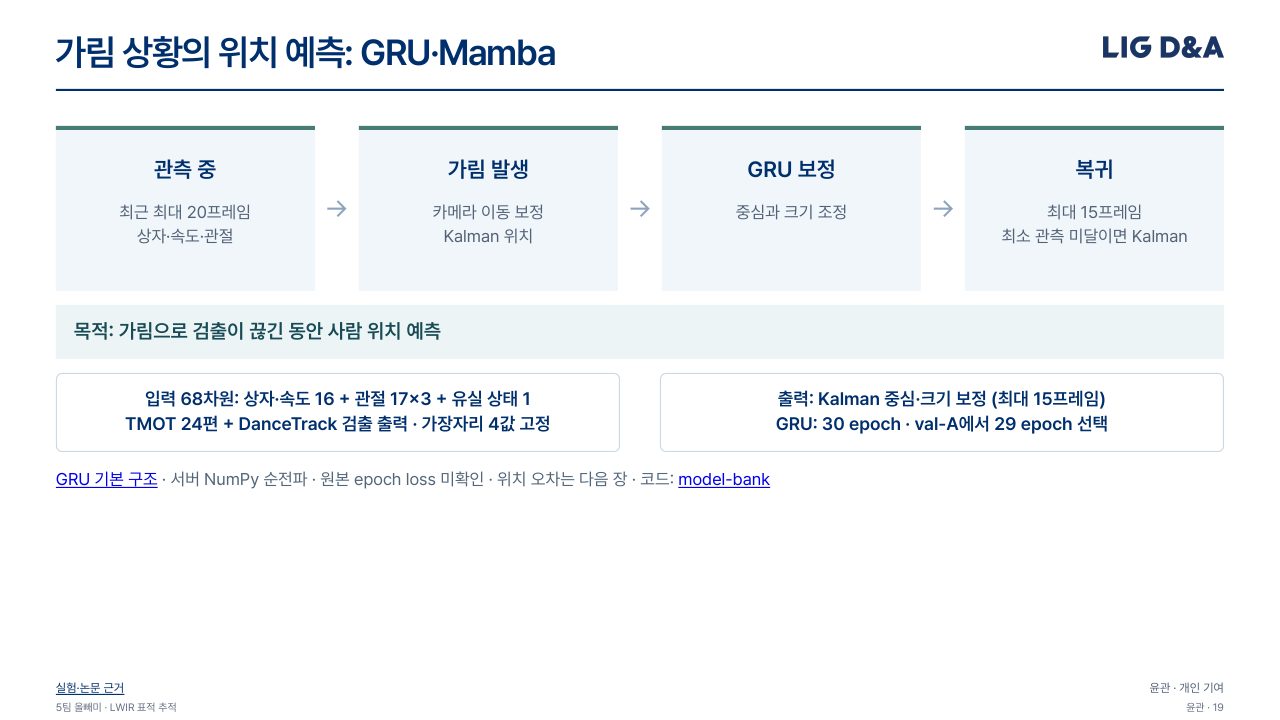 가림 상황의 위치 예측: GRU·Mamba
LIG D&A
관측 중
최근 최대 20프레임
상자·속도·관절
→
가림 발생
카메라 이동 보정
Kalman 위치
→
GRU 보정
중심과 크기 조정
→
복귀
최대 15프레임
최소 관측 미달이면 Kalman
목적: 가림으로 검출이 끊긴 동안 사람 위치 예측
입력 68차원: 상자·속도 16 + 관절 17×3 + 유실 상태 1
TMOT 24편 + DanceTrack 검출 출력 · 가장자리 4값 고정
출력: Kalman 중심·크기 보정 (최대 15프레임)
GRU: 30 epoch · val-A에서 29 epoch 선택
GRU 기본 구조 · 서버 NumPy 순전파 · 원본 epoch loss 미확인 · 위치 오차는 다음 장 · 코드: model-bank
실험·논문 근거
5팀 올빼미 · LWIR 표적 추적
윤관 · 개인 기여
윤관 · 19